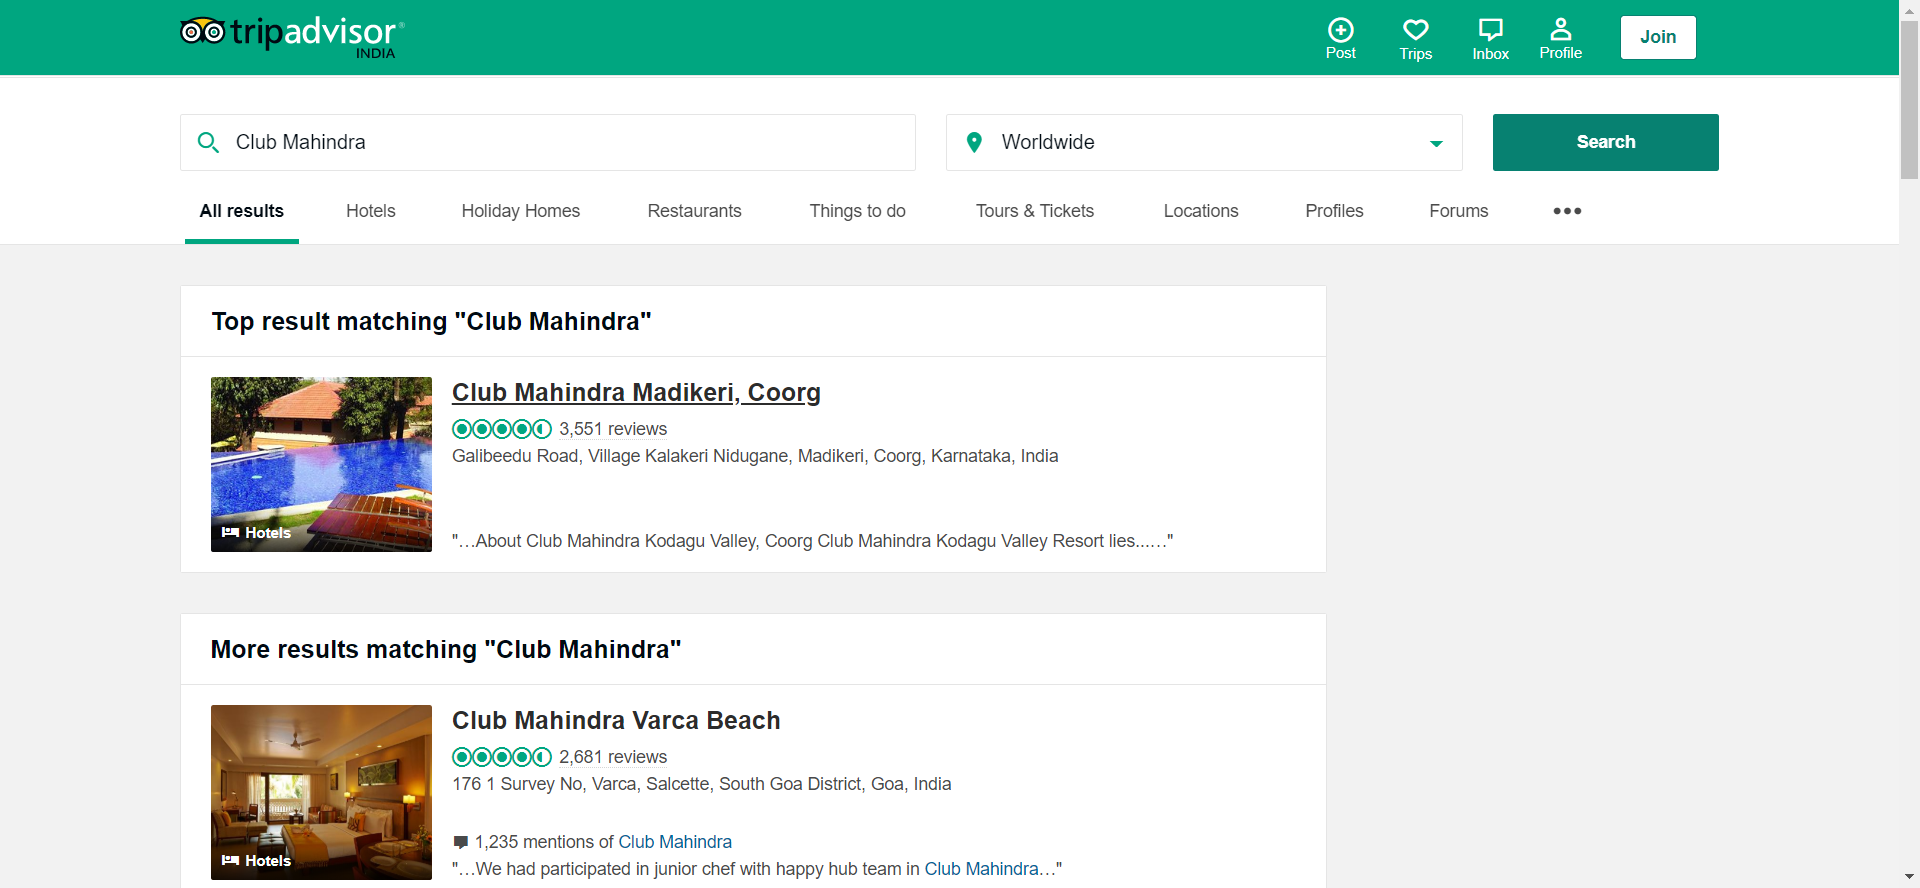 tripadvisor®
INDIA
Post
Trips
Inbox
Profile
Join
Club Mahindra
Worldwide
Search
All results
Hotels
Holiday Homes
Restaurants
Things to do
Tours & Tickets
Locations
Profiles
Forums
Top result matching "Club Mahindra"
Club Mahindra Madikeri, Coorg
3,551 reviews
Galibeedu Road, Village Kalakeri Nidugane, Madikeri, Coorg, Karnataka, India
Hotels
"…About Club Mahindra Kodagu Valley, Coorg Club Mahindra Kodagu Valley Resort lies...…"
More results matching "Club Mahindra"
Club Mahindra Varca Beach
2,681 reviews
176 1 Survey No, Varca, Salcette, South Goa District, Goa, India
1,235 mentions of Club Mahindra
Hotels
"…We had participated in junior chef with happy hub team in Club Mahindra…"